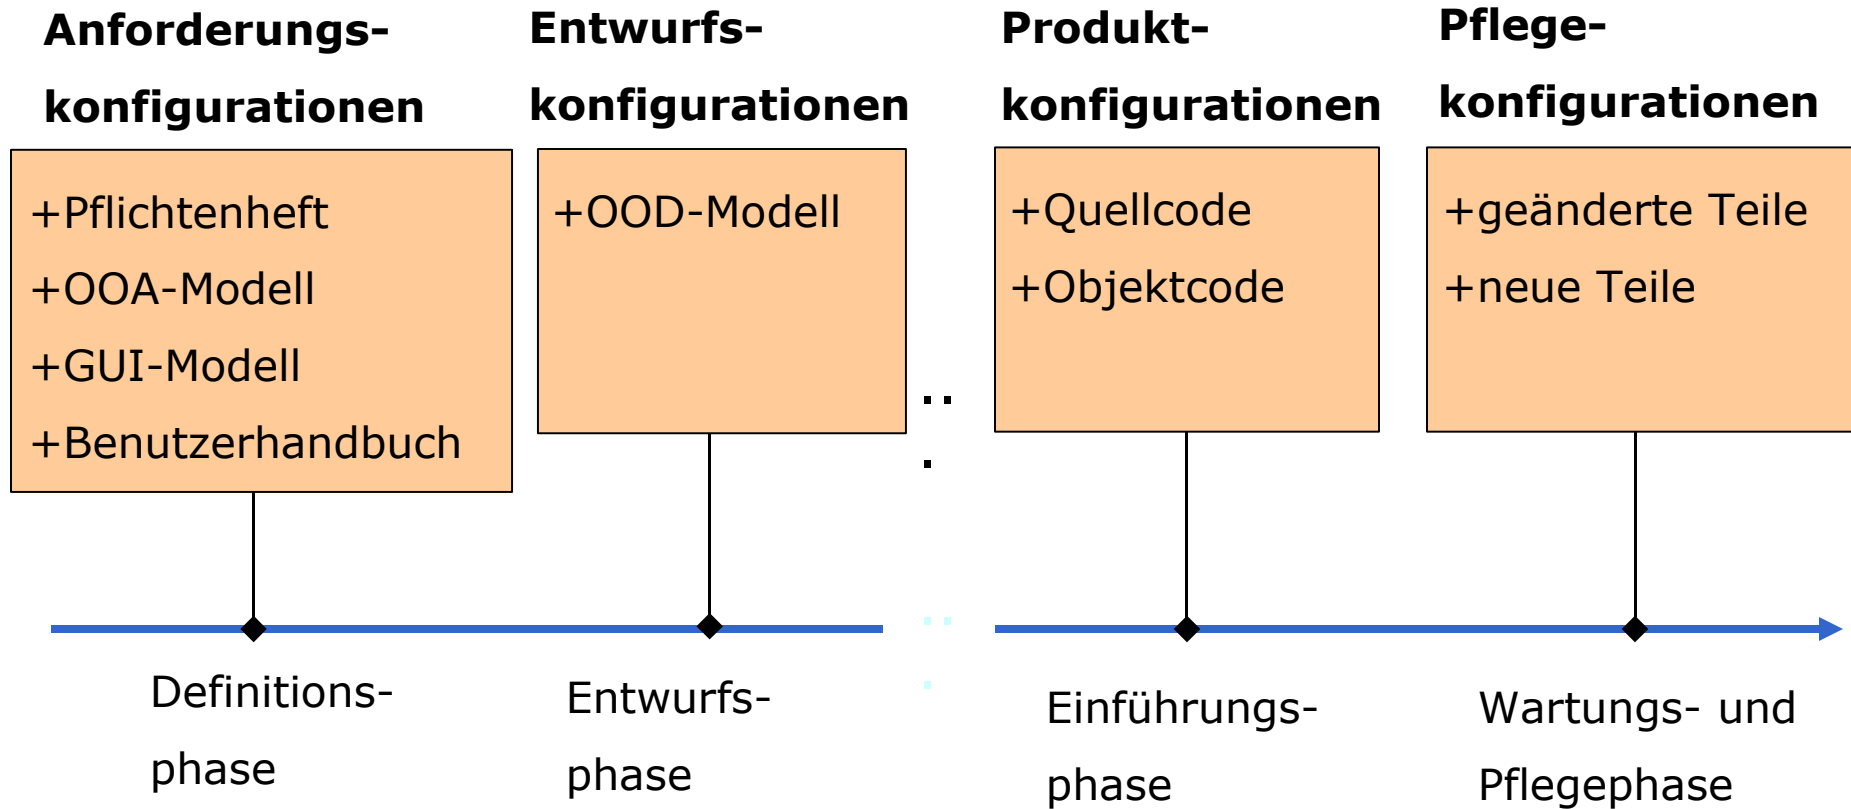 Anforderungs-
konfigurationen
+Pflichtenheft
+OOA-Modell
+GUI-Modell
+Benutzerhandbuch
Definitions-
phase
Entwurfs-
konfigurationen
+OOD-Modell
Entwurfs-
phase
..
.
..
.
Produkt-
konfigurationen
+Quellcode
+Objektcode
Einführungs-
phase
Pflege-
konfigurationen
+geänderte Teile
+neue Teile
Wartungs- und
Pflegephase